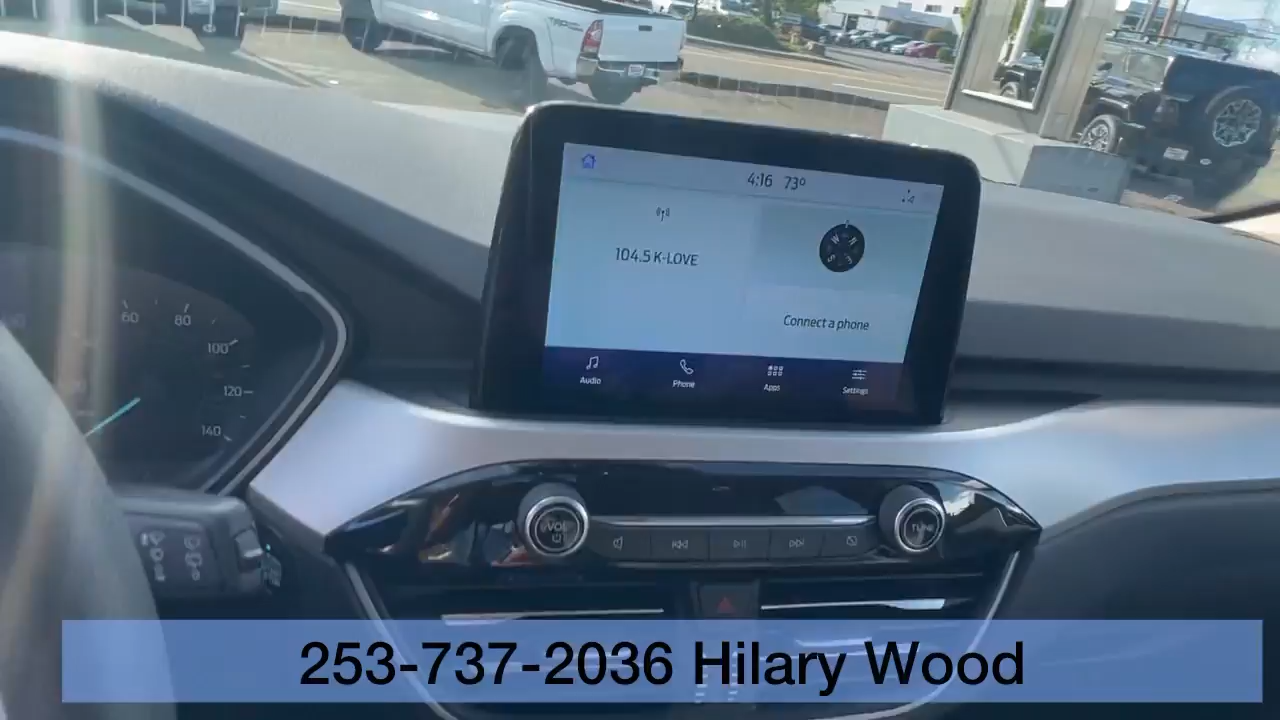 4:16 73°
104.5 K-LOVE
Connect a phone
Audio Phone Apps Settings
60 80
100
120
140
VOL
TUNE
253-737-2036 Hilary Wood